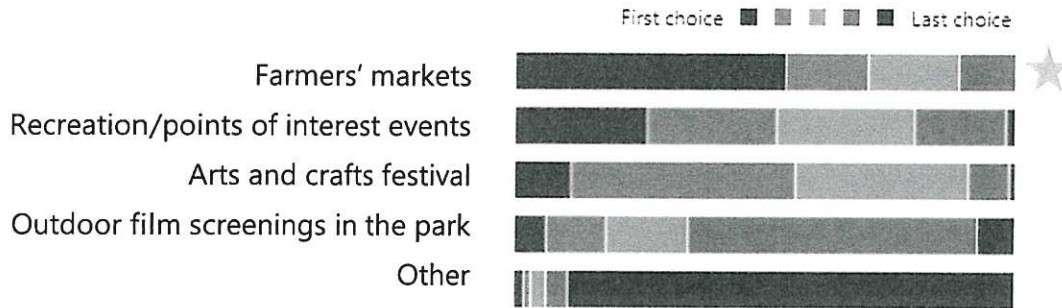 First choice Last choice
Farmers' markets
Recreation/points of interest events
Arts and crafts festival
Outdoor film screenings in the park
Other